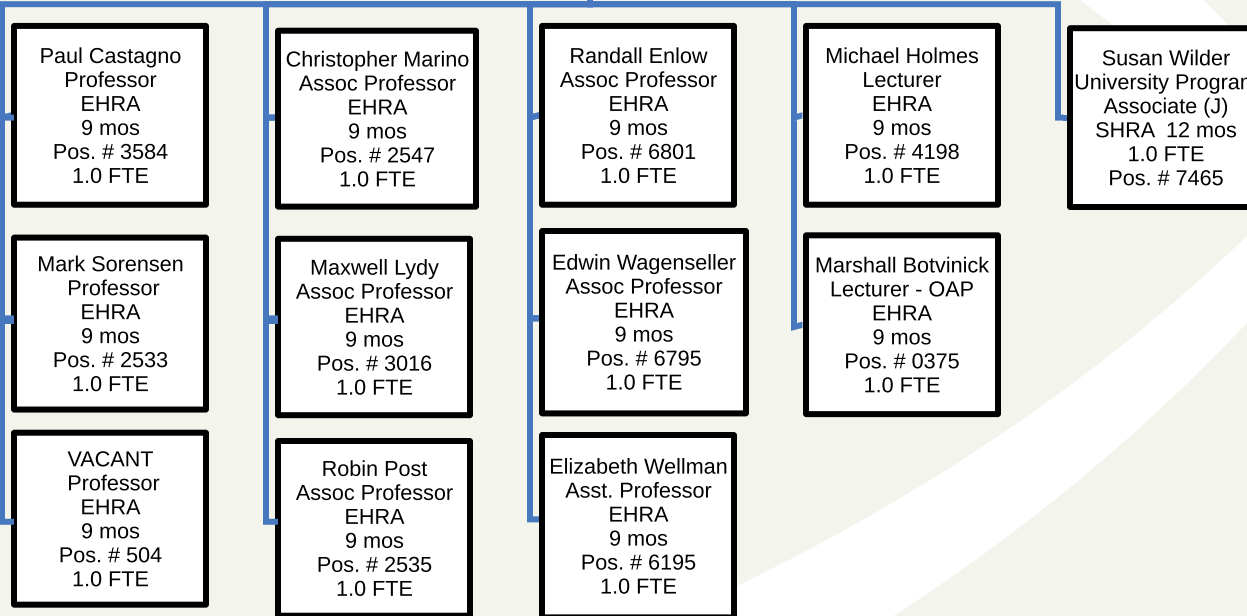 Paul Castagno
Professor
EHRA
9 mos
Pos. # 3584
1.0 FTE
Mark Sorensen
Professor
EHRA
9 mos
Pos. # 2533
1.0 FTE
VACANT
Professor
EHRA
9 mos
Pos. # 504
1.0 FTE
Christopher Marino
Assoc Professor
EHRA
9 mos
Pos. # 2547
1.0 FTE
Maxwell Lydy
Assoc Professor
EHRA
9 mos
Pos. # 3016
1.0 FTE
Robin Post
Assoc Professor
EHRA
9 mos
Pos. # 2535
1.0 FTE
Randall Enlow
Assoc Professor
EHRA
9 mos
Pos. # 6801
1.0 FTE
Edwin Wagenseller
Assoc Professor
EHRA
9 mos
Pos. # 6795
1.0 FTE
Elizabeth Wellman
Asst. Professor
EHRA
9 mos
Pos. # 6195
1.0 FTE
Michael Holmes
Lecturer
EHRA
9 mos
Pos. # 4198
1.0 FTE
Marshall Botvinick
Lecturer - OAP
EHRA
9 mos
Pos. # 0375
1.0 FTE
Susan Wilder
University Program
Associate (J)
SHRA 12 mos
1.0 FTE
Pos. # 7465